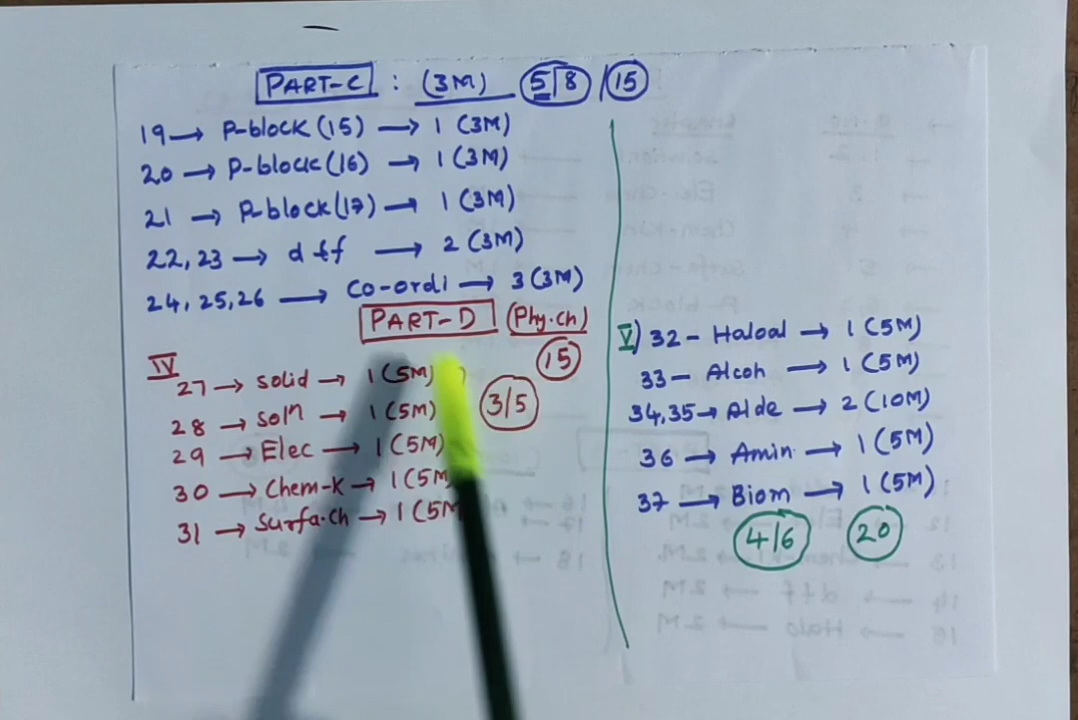 PART-C : (3M) 5/8 /15
19 → P-block (15) → 1 (3M)
20 → P-block (16) → 1 (3M)
21 → P-block (17) → 1 (3M)
22, 23 → d & f → 2 (3M)
24, 25, 26 → Co-ordi → 3 (3M)
PART-D (Phy.ch)
IV
15
27 → Solid → 1 (5M)
3/5
28 → Soln → 1 (5M)
29 → Elec → 1 (5M)
30 → Chem-K → 1 (5M)
31 → Surfa.ch → 1 (5M)
V) 32 - Haloal → 1 (5M)
33 - Alcoh → 1 (5M)
34, 35 → Alde → 2 (10M)
36 → Amin. → 1 (5M)
37 → Biom → 1 (5M)
4/6 20